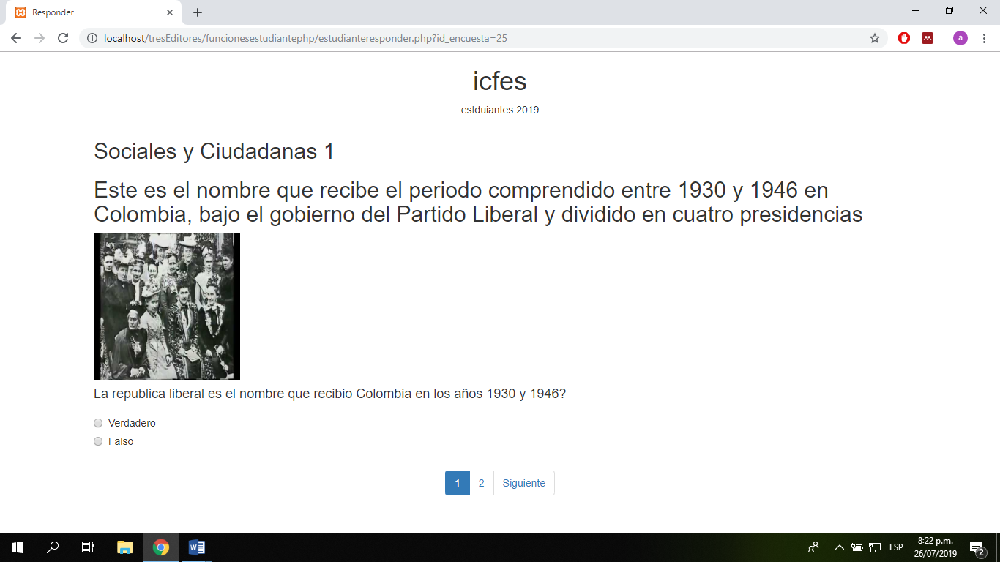 Responder
localhost/tresEditores/funcionesestudiantephp/estudianteresponder.php?id_encuesta=25
a
icfes
estduiantes 2019
Sociales y Ciudadanas 1
Este es el nombre que recibe el periodo comprendido entre 1930 y 1946 en
Colombia, bajo el gobierno del Partido Liberal y dividido en cuatro presidencias
La republica liberal es el nombre que recibio Colombia en los años 1930 y 1946?
Verdadero
Falso
1 2 Siguiente
ESP
8:22 p.m.
26/07/2019
2